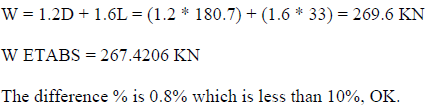 W = 1.2D + 1.6L = (1.2 * 180.7) + (1.6 * 33) = 269.6 KN
W ETABS = 267.4206 KN
The difference % is 0.8% which is less than 10%, OK.